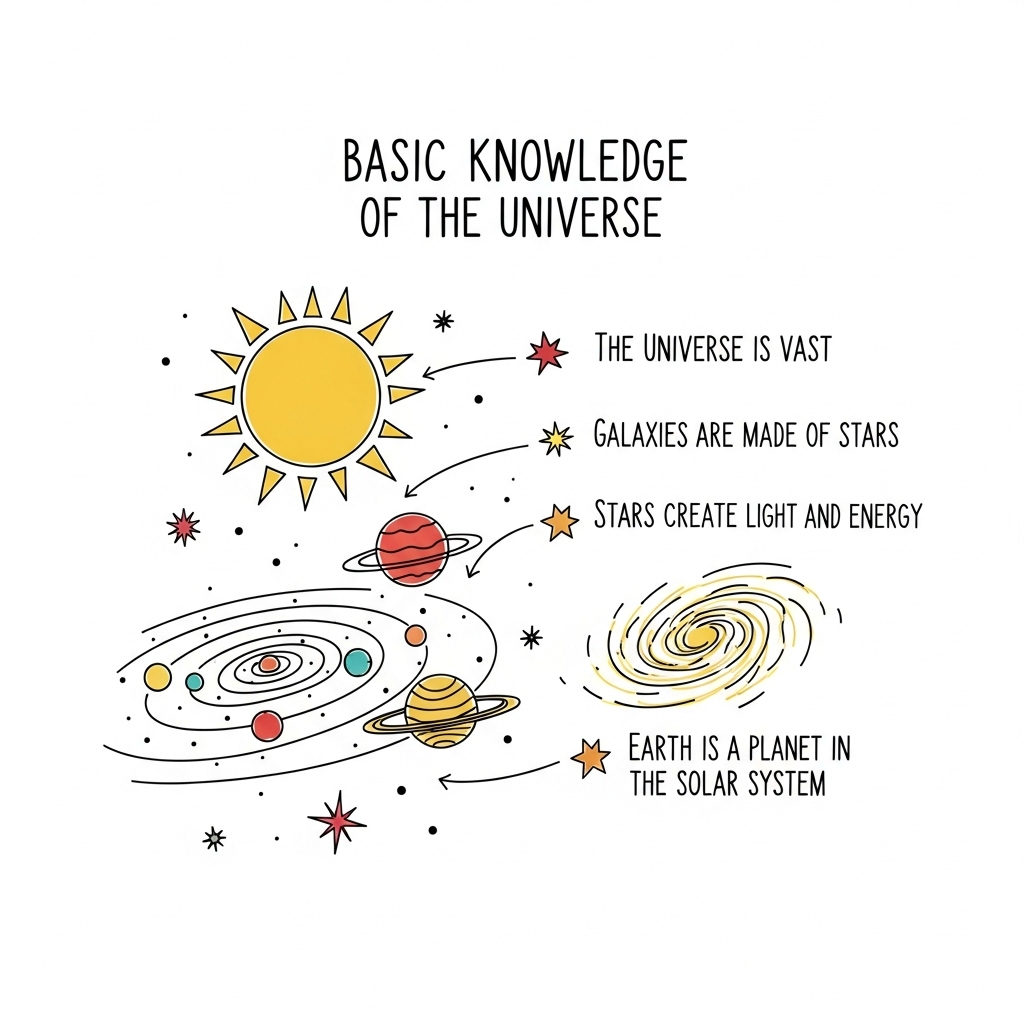 BASIC KNOWLEDGE
OF THE UNIVERSE
THE UNIVERSE IS VAST
GALAXIES ARE MADE OF STARS
STARS CREATE LIGHT AND ENERGY
EARTH IS A PLANET IN
THE SOLAR SYSTEM